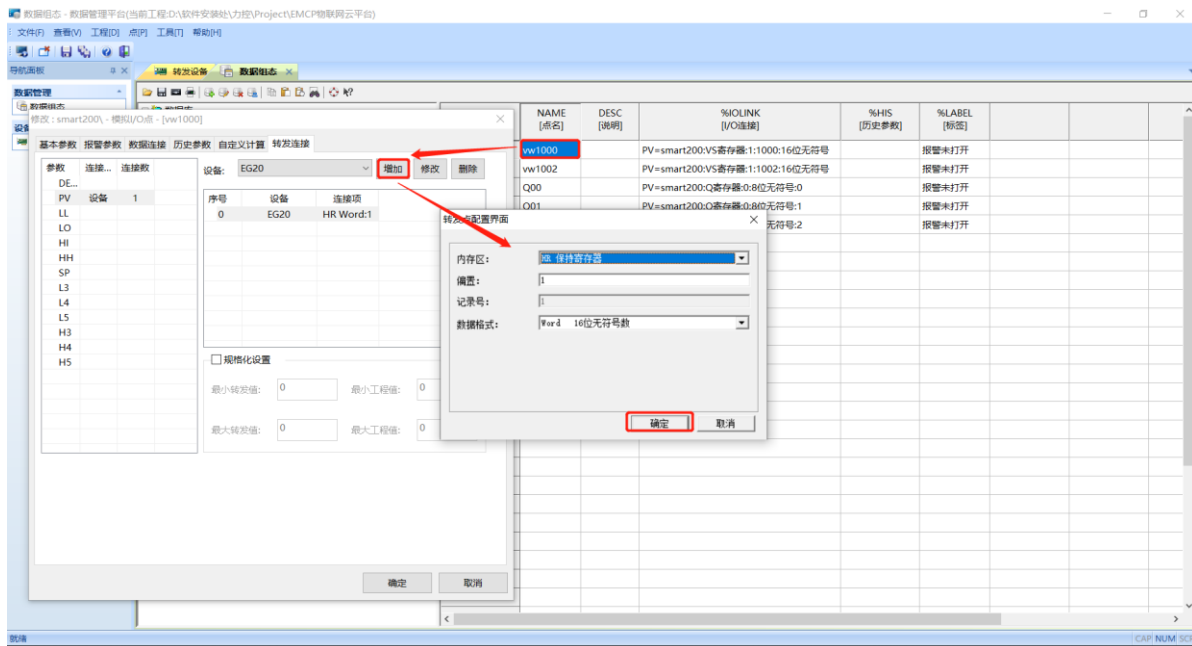 数据组态 - 数据管理平台(当前工程:D:\软件安装处\力控\Project\EMCP物联网云平台)
文件(F) 查看(V) 工程[D] 点[P] 工具[T] 帮助[H]
导航面板
转发设备 数据组态
数据管理
数据组态
修改 : smart200\ - 模拟I/O点 - [vw1000]
基本参数 报警参数 数据连接 历史参数 自定义计算 转发连接
参数 连接... 连接数
DE...
PV 设备 1
LL
LO
HI
HH
SP
L3
L4
L5
H3
H4
H5
设备: EG20 增加 修改 删除
序号 设备 连接项
0 EG20 HR Word:1
规格化设置
最小转发值: 0 最小工程值: 0
最大转发值: 0 最大工程值: 0
确定 取消
NAME DESC %IOLINK %HIS %LABEL
[点名] [说明] [I/O连接] [历史参数] [标签]
vw1000 PV=smart200:VS寄存器:1:1000:16位无符号 报警未打开
vw1002 PV=smart200:VS寄存器:1:1002:16位无符号 报警未打开
Q00 PV=smart200:Q寄存器:0:8位无符号:0 报警未打开
Q01 PV=smart200:Q寄存器:0:8位无符号:1 报警未打开
无符号:2 报警未打开
转发点配置界面
内存区: HR 保持寄存器
偏置: 1
记录号: 1
数据格式: Word 16位无符号数
确定 取消
就绪 CAP NUM SCR